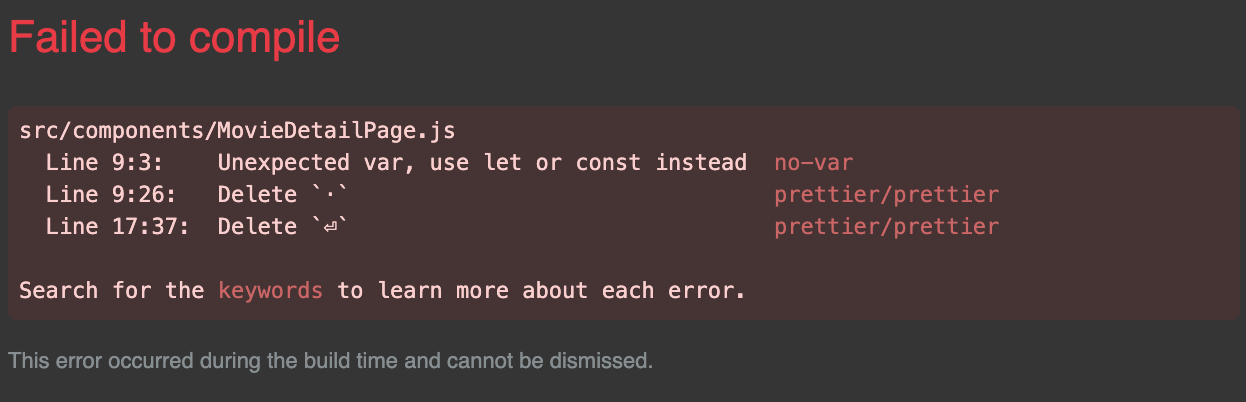 Failed to compile
src/components/MovieDetailPage.js
Line 9:3: Unexpected var, use let or const instead no-var
Line 9:26: Delete `·` prettier/prettier
Line 17:37: Delete `⏎` prettier/prettier
Search for the keywords to learn more about each error.
This error occurred during the build time and cannot be dismissed.